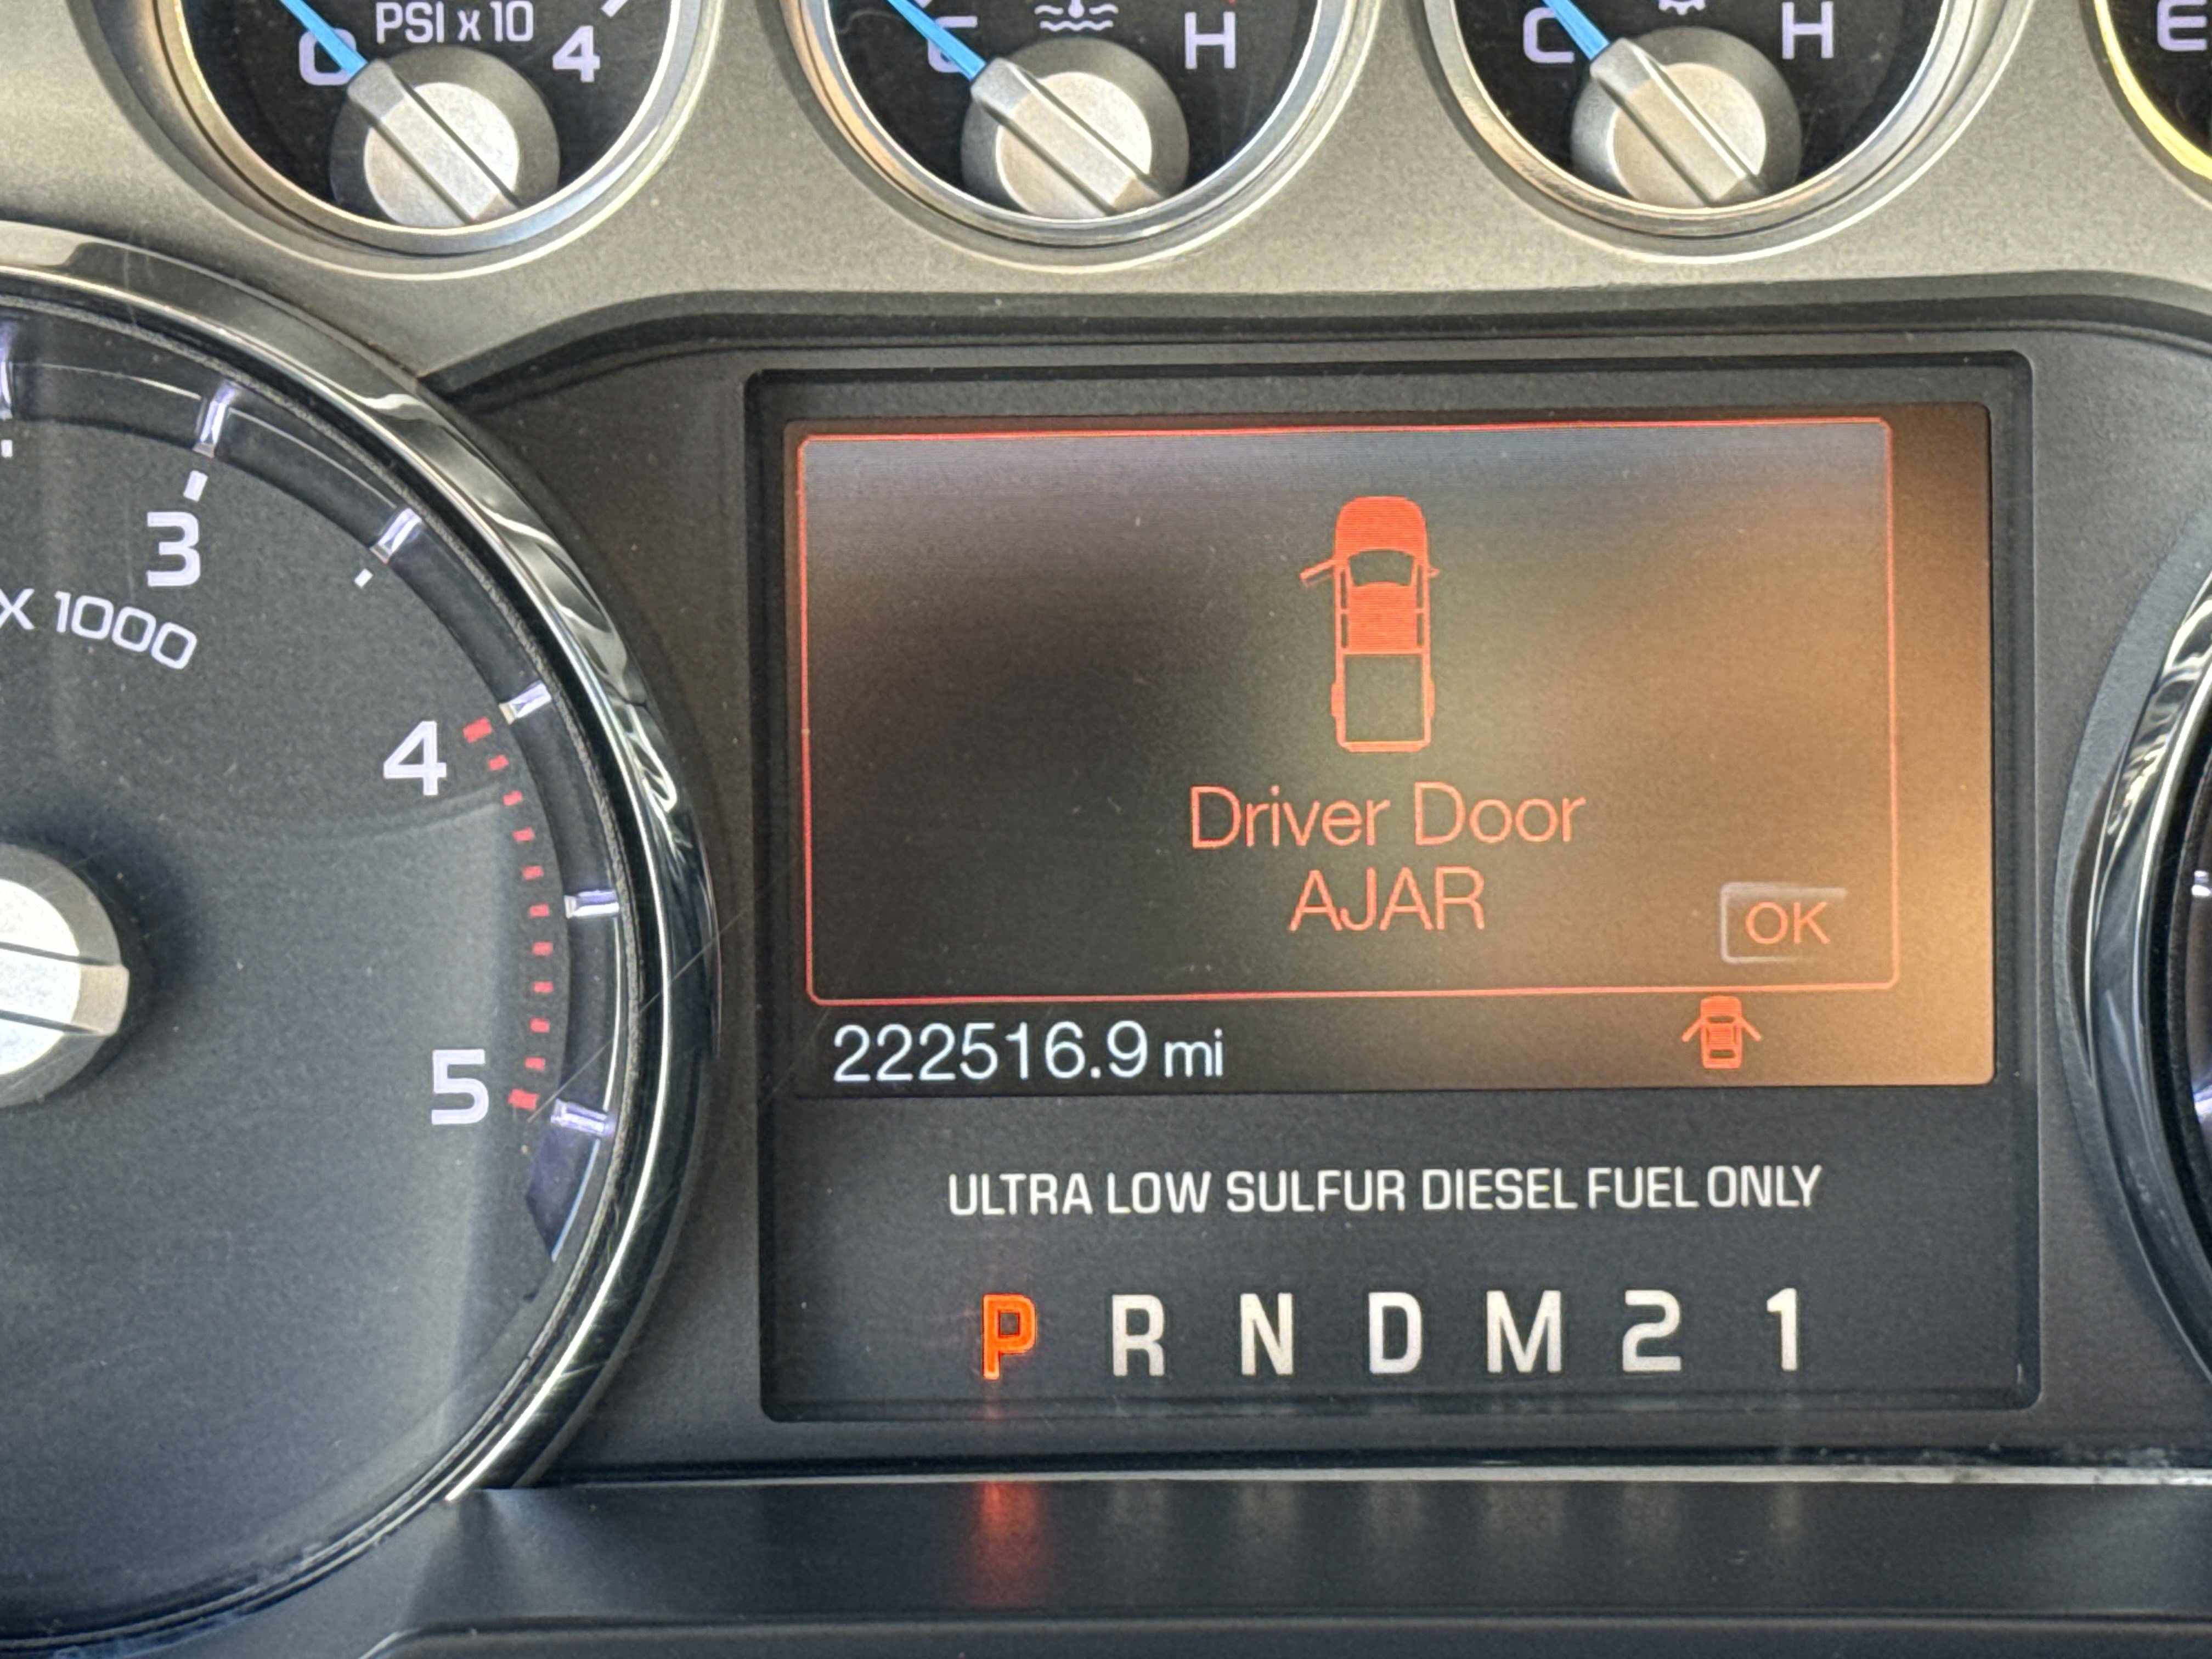 0 PSI x 10 4
C H
C H
E
3
X 1000
4
5
Driver Door
AJAR
OK
222516.9 mi
ULTRA LOW SULFUR DIESEL FUEL ONLY
P R N D M 2 1